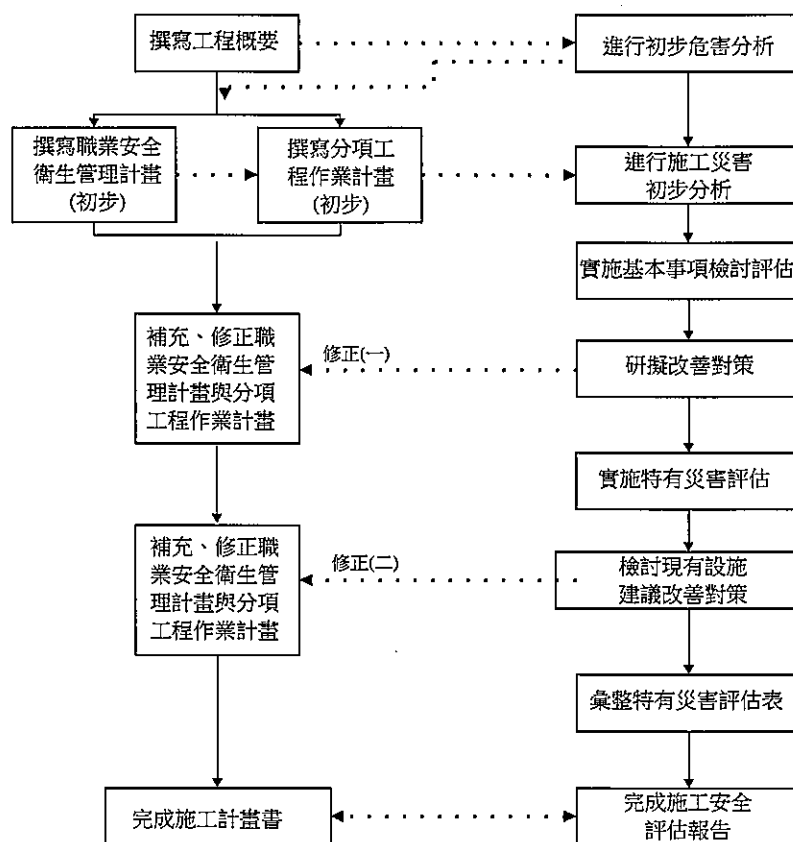 撰寫工程概要
進行初步危害分析
撰寫職業安全
衛生管理計畫
(初步)
撰寫分項工
程作業計畫
(初步)
進行施工災害
初步分析
實施基本事項檢討評估
補充、修正職
業安全衛生管
理計畫與分項
工程作業計畫
修正(一)
研擬改善對策
實施特有災害評估
補充、修正職
業安全衛生管
理計畫與分項
工程作業計畫
修正(二)
檢討現有設施
建議改善對策
彙整特有災害評估表
完成施工計畫書
完成施工安全
評估報告